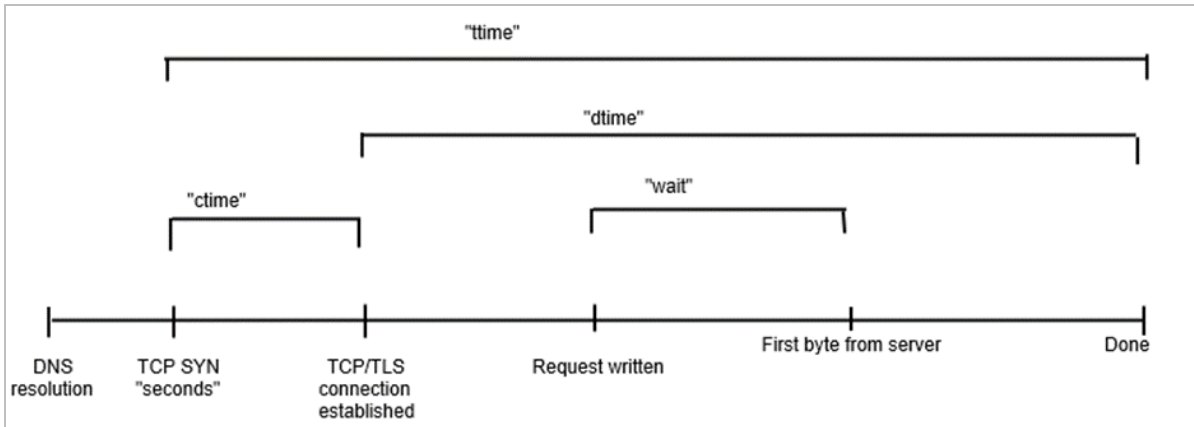 "ttime"
"dtime"
"ctime"
"wait"
DNS
resolution
TCP SYN
"seconds"
TCP/TLS
connection
established
Request written
First byte from server
Done